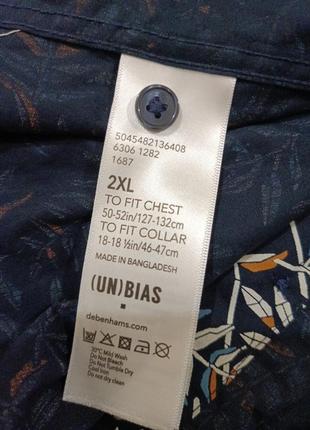 5045482136408
6306 1282
1687
2XL
TO FIT CHEST
50-52in/127-132cm
TO FIT COLLAR
18-18 ½in/46-47cm
MADE IN BANGLADESH
(UN)BIAS
debenhams.com
30°C Mild Wash
Do Not Bleach
Do Not Tumble Dry
Cool Iron
Do not dry clean